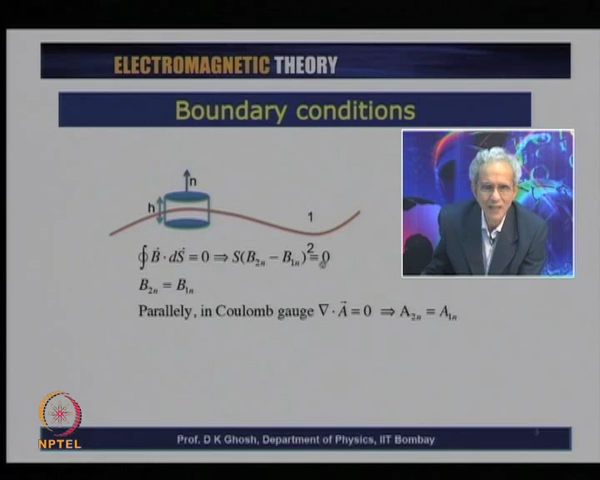 ELECTROMAGNETIC THEORY
Boundary conditions
n
h
1
2
∮B⃗·dS⃗ = 0 ⇒ S(B₂ₙ − B₁ₙ) = 0
B₂ₙ = B₁ₙ
Parallely, in Coulomb gauge ∇·A⃗ = 0 ⇒ A₂ₙ = A₁ₙ
NPTEL
Prof. D K Ghosh, Department of Physics, IIT Bombay